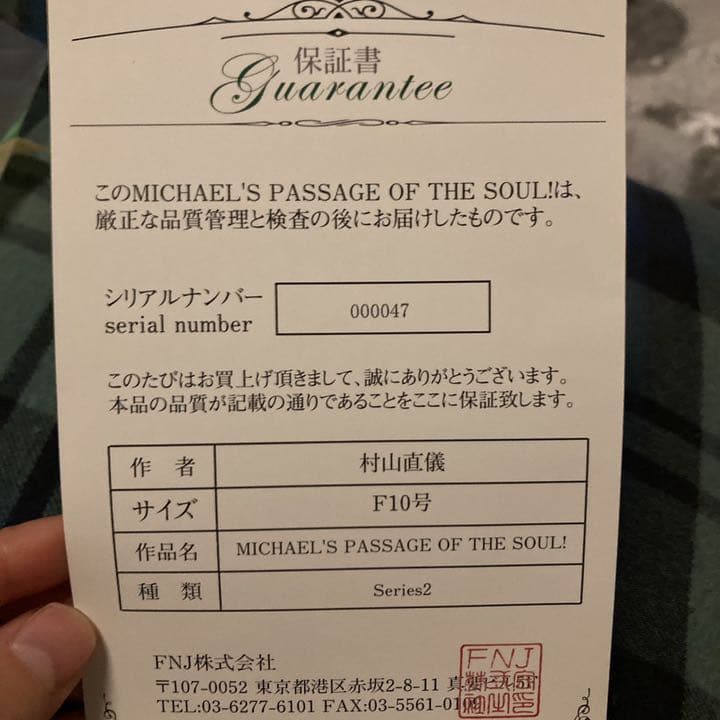 保証書
Guarantee
このMICHAEL'S PASSAGE OF THE SOUL!は、
厳正な品質管理と検査の後にお届けしたものです。
シリアルナンバー
serial number
000047
このたびはお買上げ頂きまして、誠にありがとうございます。
本品の品質が記載の通りであることをここに保証致します。
作 者 村山直儀
サイズ F10号
作品名 MICHAEL'S PASSAGE OF THE SOUL!
種 類 Series2
FNJ株式会社
〒107-0052 東京都港区赤坂2-8-11
TEL:03-6277-6101 FAX:03-5561-
FNJ